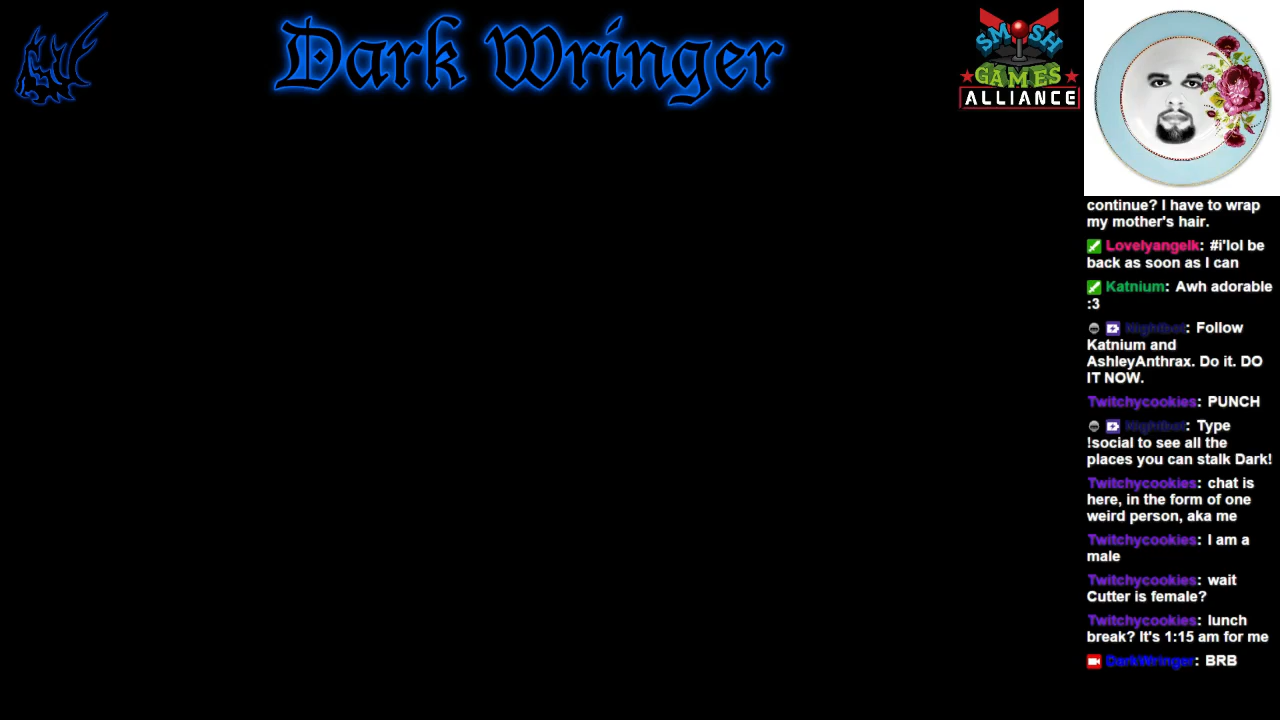 Dark Wringer
SMOSH
GAMES
ALLIANCE
continue? I have to wrap
my mother's hair.
Lovelyangelk: #i'lol be
back as soon as I can
Katnium: Awh adorable
:3
Nightbot: Follow
Katnium and
AshleyAnthrax. Do it. DO
IT NOW.
Twitchycookies: PUNCH
Nightbot: Type
!social to see all the
places you can stalk Dark!
Twitchycookies: chat is
here, in the form of one
weird person, aka me
Twitchycookies: I am a
male
Twitchycookies: wait
Cutter is female?
Twitchycookies: lunch
break? It's 1:15 am for me
DarkWringer: BRB